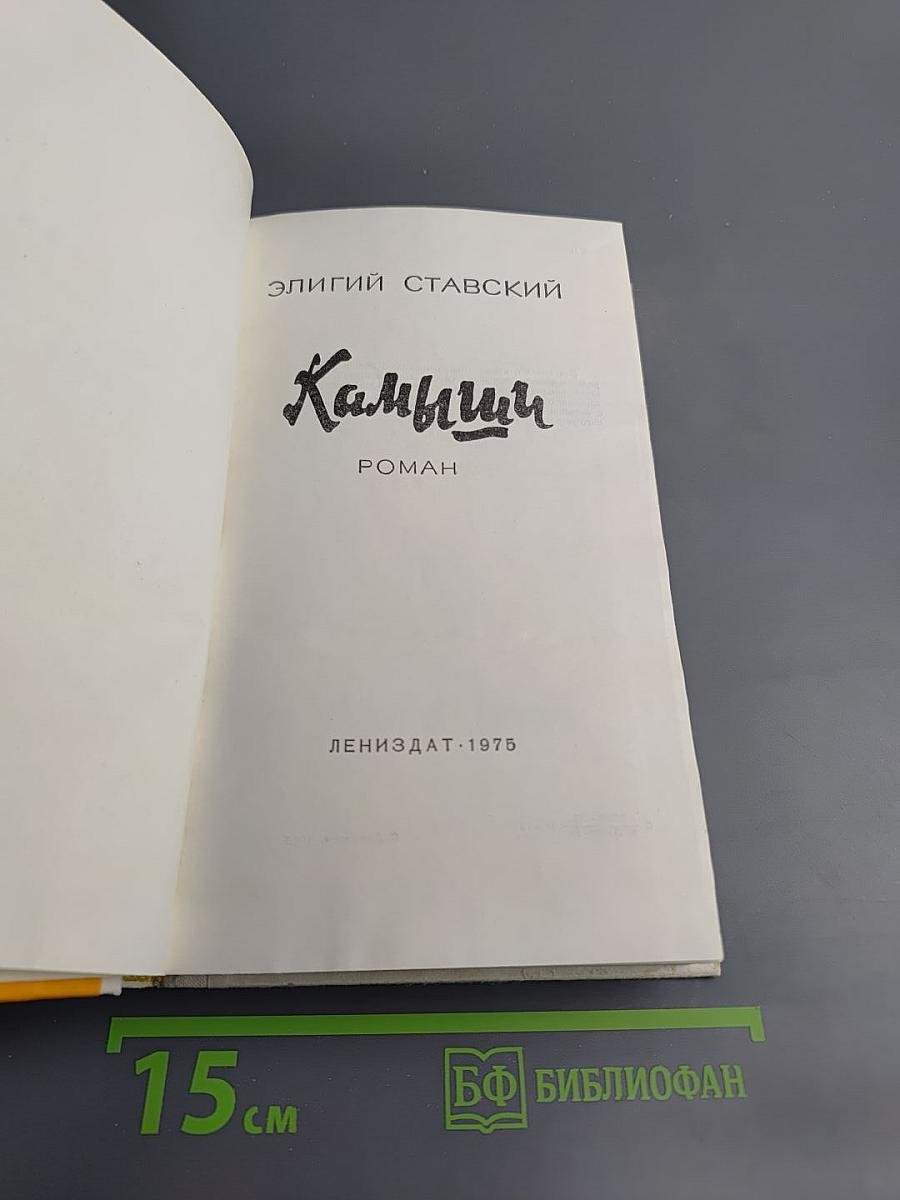 ЭЛИГИЙ СТАВСКИЙ
Камыши
РОМАН
ЛЕНИЗДАТ·1975
15 см
БФ БИБЛИОФАН